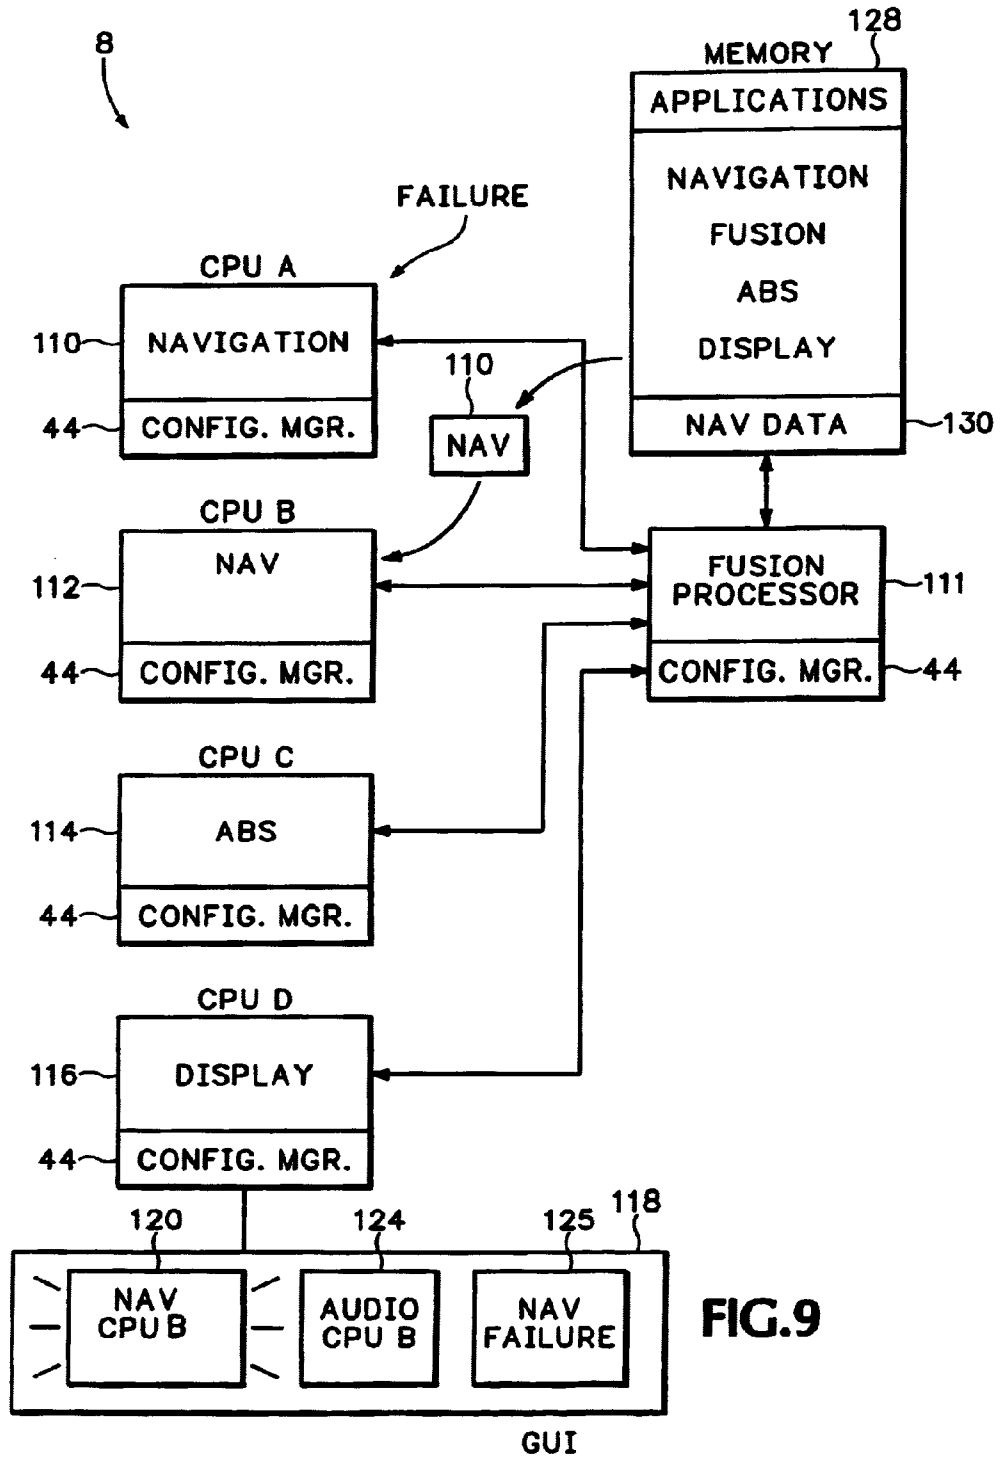 8
128
MEMORY
APPLICATIONS
NAVIGATION
FUSION
ABS
DISPLAY
NAV DATA
130
FAILURE
CPU A
110
NAVIGATION
44
CONFIG. MGR.
110
NAV
CPU B
NAV
112
44
CONFIG. MGR.
FUSION
PROCESSOR
111
CONFIG. MGR.
44
CPU C
114
ABS
44
CONFIG. MGR.
CPU D
116
DISPLAY
44
CONFIG. MGR.
118
120
124
125
NAV
CPU B
AUDIO
CPU B
NAV
FAILURE
FIG.9
GUI